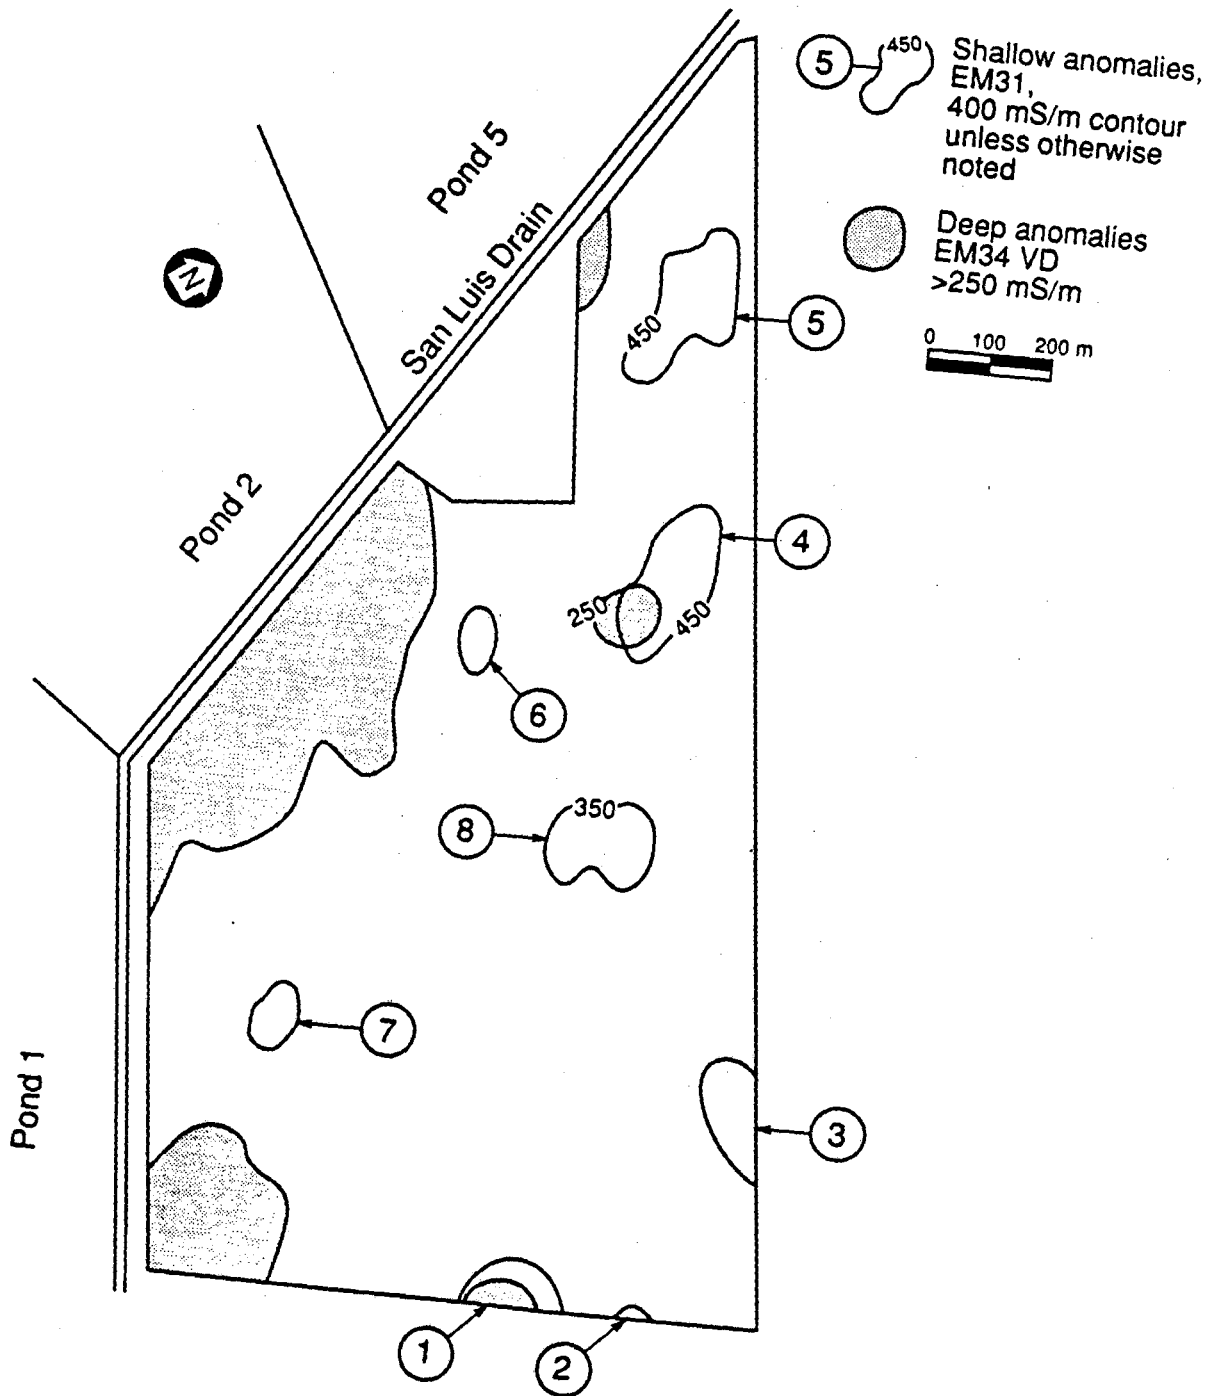 5
450
Shallow anomalies,
EM31,
400 mS/m contour
unless otherwise
noted
Deep anomalies
EM34 VD
>250 mS/m
0 100 200 m
Pond 5
San Luis Drain
N
450
5
Pond 2
4
250
450
6
350
8
7
Pond 1
3
1
2